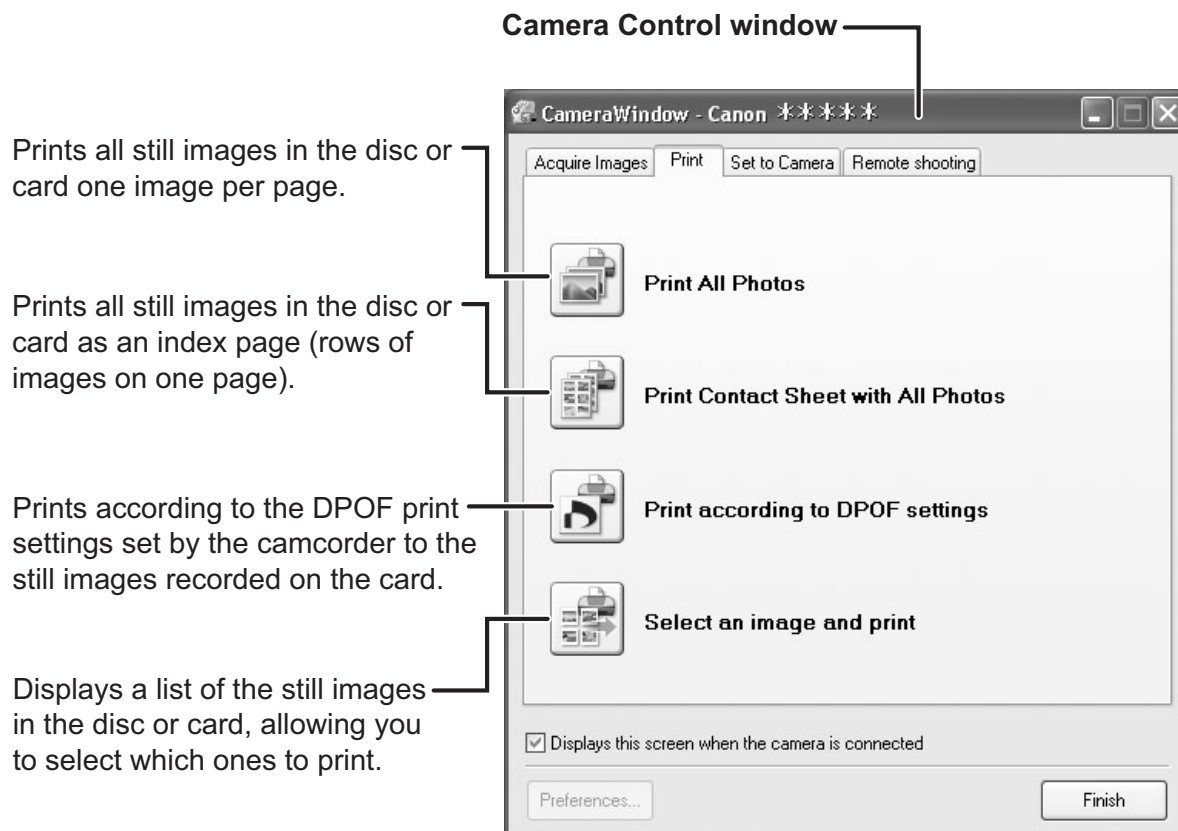 Camera Control window
CameraWindow - Canon *****
Acquire Images Print Set to Camera Remote shooting
Prints all still images in the disc or
card one image per page.
Print All Photos
Prints all still images in the disc or
card as an index page (rows of
images on one page).
Print Contact Sheet with All Photos
Prints according to the DPOF print
settings set by the camcorder to the
still images recorded on the card.
Print according to DPOF settings
Select an image and print
Displays a list of the still images
in the disc or card, allowing you
to select which ones to print.
Displays this screen when the camera is connected
Preferences... Finish